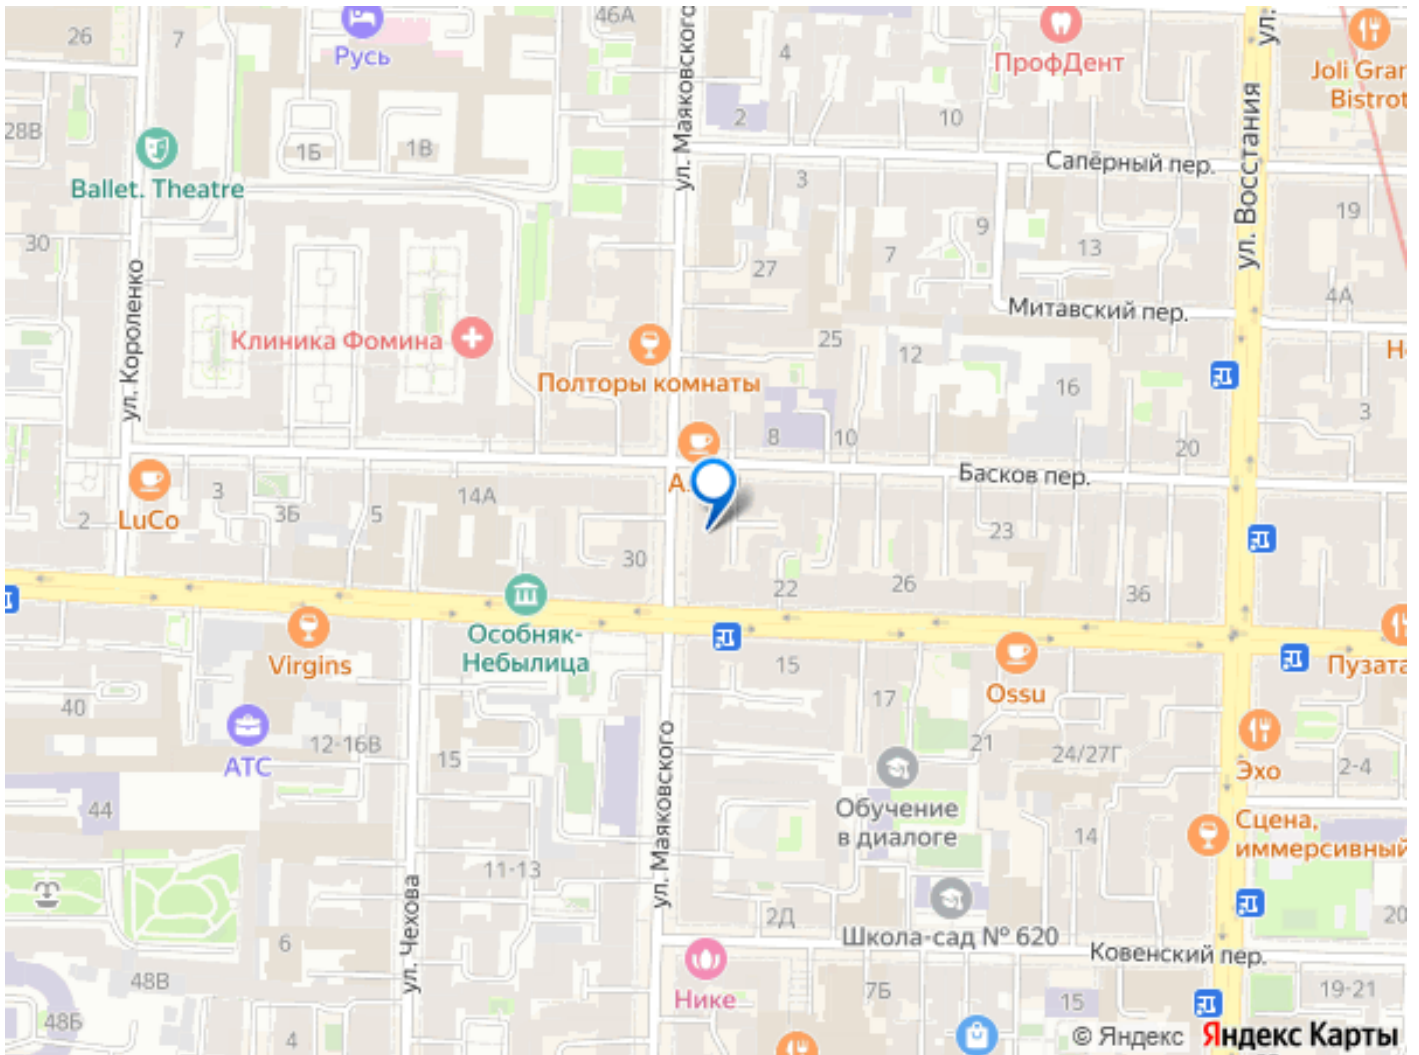 46А
26
7
Русь
4
ПрофДент
Joli Gran
Bistrot
ул.
28В
1Б
1В
2
10
ул. Маяковского
ул. Восстания
Сапёрный пер.
Ballet. Theatre
3
30
9
7
13
19
27
4А
ул. Короленко
Митавский пер.
Клиника Фомина
25
12
Полторы комнаты
16
3
8
10
20
Басков пер.
LuCo
3
3Б
2
5
14А
30
23
22
26
36
Особняк-
Небылица
Virgins
15
Ossu
Пузата
40
17
АТС
12-16В
15
21
24/27Г
Эхо
2-4
44
ул. Маяковского
Обучение
в диалоге
14
Сцена,
иммерсивный
11-13
ул. Чехова
2Д
20
6
Школа-сад № 620
Ковенский пер.
48В
Нике
7Б
15
19-21
48Б
4
© Яндекс Яндекс Карты